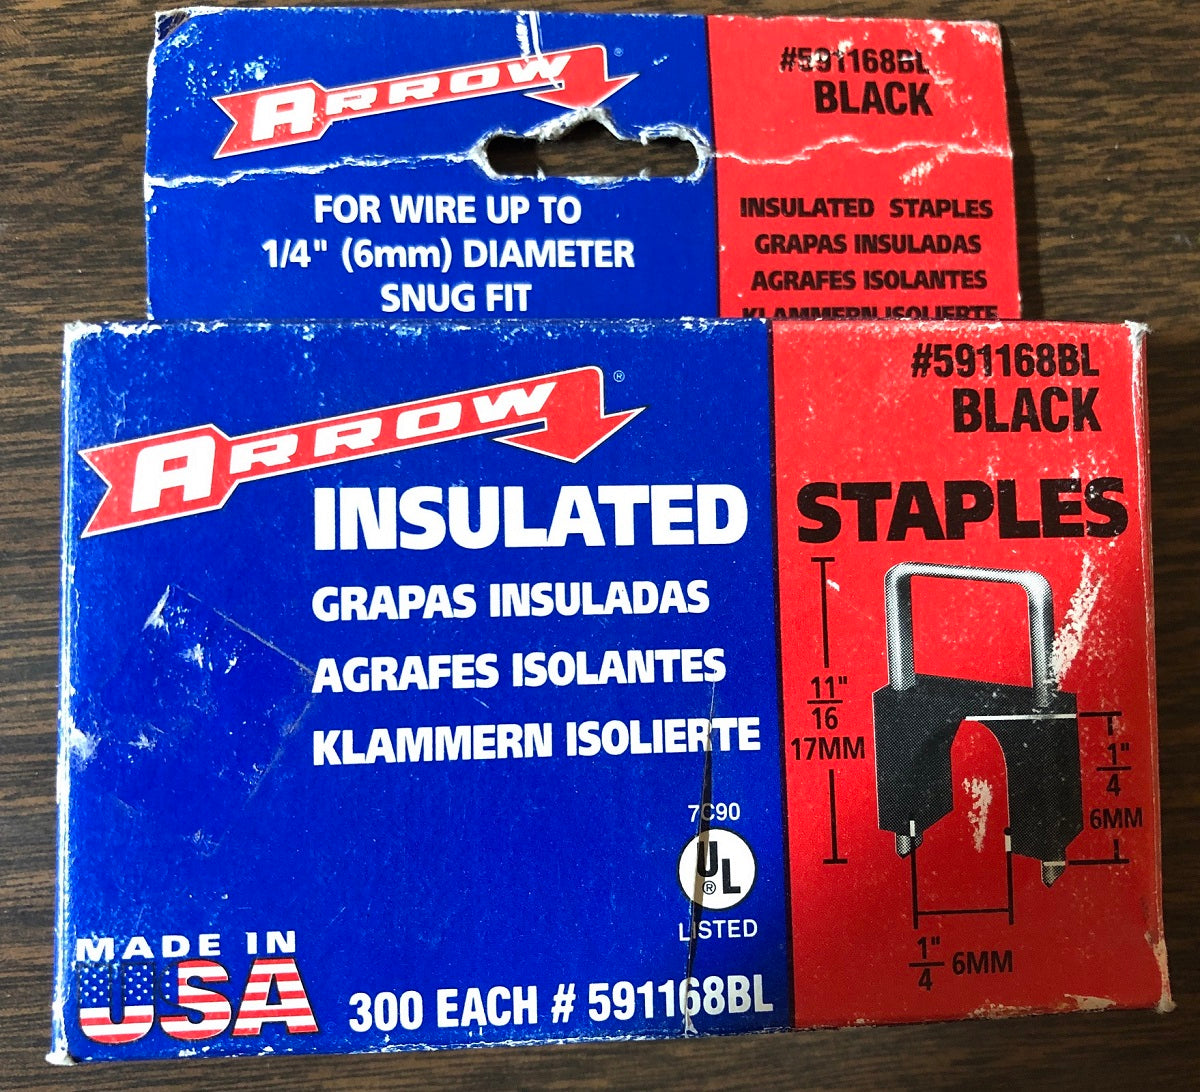 ARROW®
#591168BL
BLACK
FOR WIRE UP TO
1/4" (6mm) DIAMETER
SNUG FIT
INSULATED STAPLES
GRAPAS INSULADAS
AGRAFES ISOLANTES
KLAMMERN ISOLIERTE
ARROW®
INSULATED
GRAPAS INSULADAS
AGRAFES ISOLANTES
KLAMMERN ISOLIERTE
7C90
UL®
LISTED
MADE IN
USA
300 EACH # 591168BL
#591168BL
BLACK
STAPLES
11"
16
17MM
1"
4
6MM
1"
4
6MM